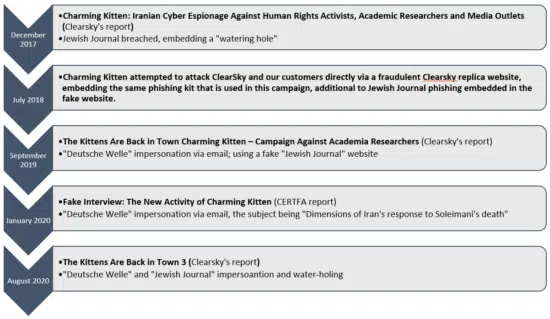 December
2017
•Charming Kitten: Iranian Cyber Espionage Against Human Rights Activists, Academic Researchers and Media Outlets
(Clearsky's report)
•Jewish Journal breached, embedding a "watering hole"
July 2018
•Charming Kitten attempted to attack ClearSky and our customers directly via a fraudulent Clearsky replica website,
embedding the same phishing kit that is used in this campaign, additional to Jewish Journal phishing embedded in the
fake website.
September
2019
•The Kittens Are Back in Town Charming Kitten – Campaign Against Academia Researchers (Clearsky's report)
•"Deutsche Welle" impersonation via email; using a fake "Jewish Journal" website
January 2020
•Fake Interview: The New Activity of Charming Kitten (CERTFA report)
•"Deutsche Welle" impersonation via email, the subject being "Dimensions of Iran's response to Soleimani's death"
August 2020
•The Kittens Are Back in Town 3 (Clearsky's report)
•"Deutsche Welle" and "Jewish Journal" impersoantion and water-holing